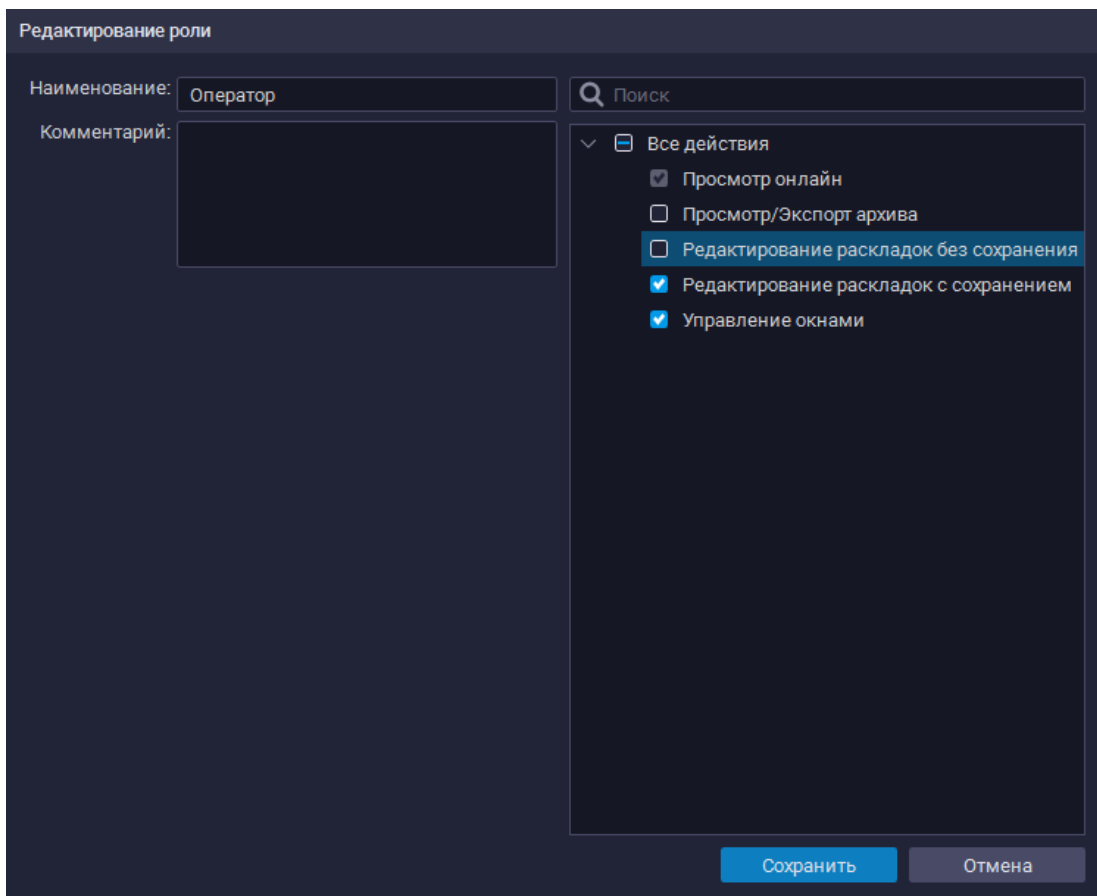 Редактирование роли
Наименование: Оператор
Поиск
Комментарий:
Все действия
Просмотр онлайн
Просмотр/Экспорт архива
Редактирование раскладок без сохранения
Редактирование раскладок с сохранением
Управление окнами
Сохранить Отмена